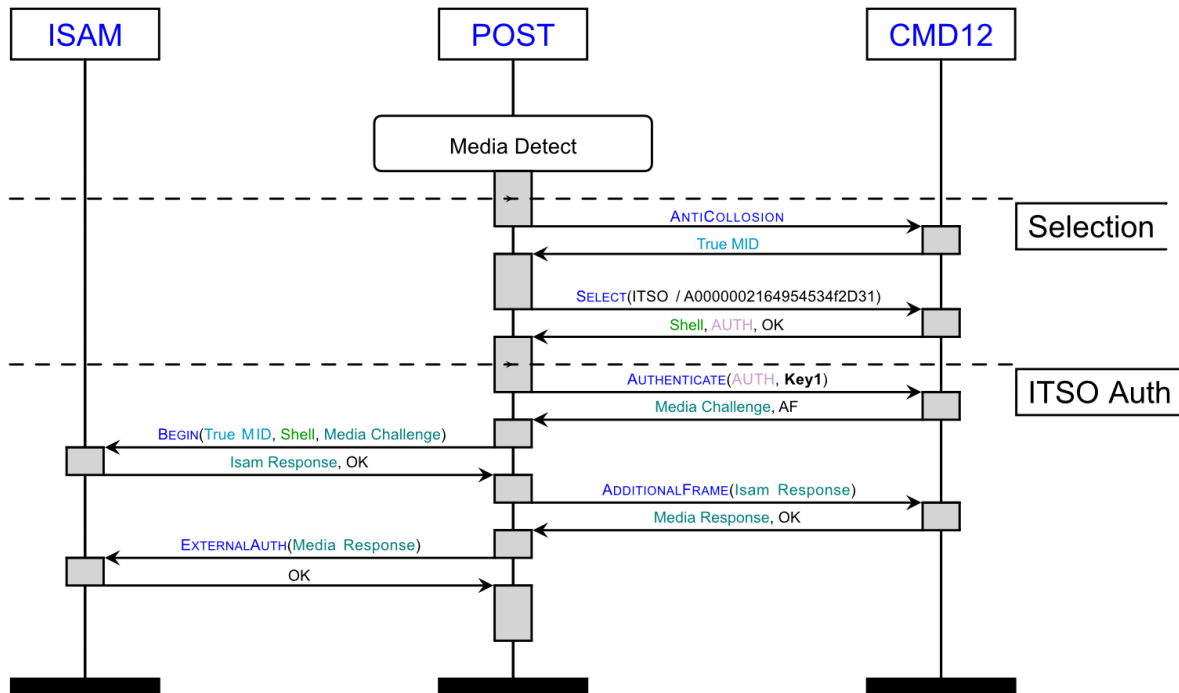 ISAM
POST
CMD12
Media Detect
ANTICOLLOSION
Selection
True MID
SELECT(ITSO / A0000002164954534f2D31)
Shell, AUTH, OK
ITSO Auth
AUTHENTICATE(AUTH, Key1)
Media Challenge, AF
BEGIN(True MID, Shell, Media Challenge)
Isam Response, OK
ADDITIONALFRAME(Isam Response)
Media Response, OK
EXTERNALAUTH(Media Response)
OK